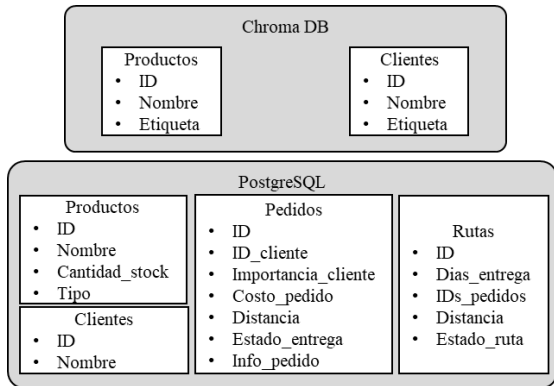 Chroma DB
Productos
• ID
• Nombre
• Etiqueta
Clientes
• ID
• Nombre
• Etiqueta
PostgreSQL
Productos
• ID
• Nombre
• Cantidad_stock
• Tipo
Clientes
• ID
• Nombre
Pedidos
• ID
• ID_cliente
• Importancia_cliente
• Costo_pedido
• Distancia
• Estado_entrega
• Info_pedido
Rutas
• ID
• Dias_entrega
• IDs_pedidos
• Distancia
• Estado_ruta